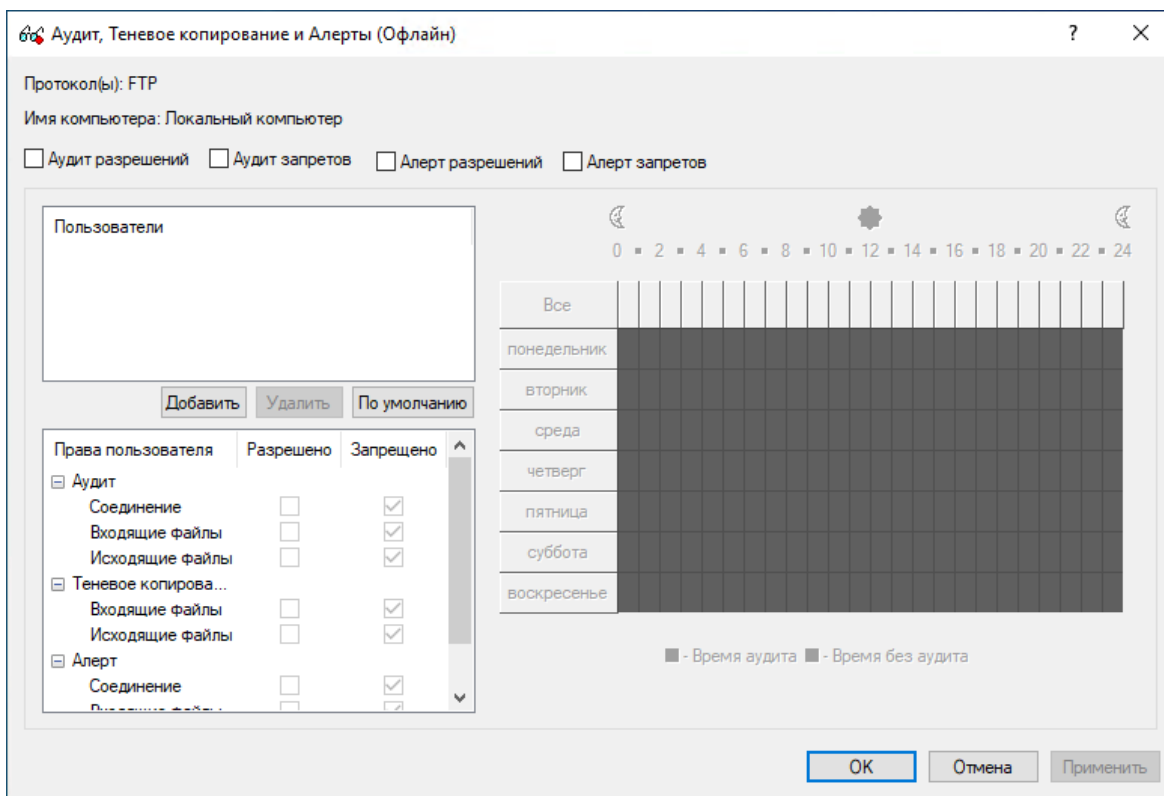 Аудит, Теневое копирование и Алерты (Офлайн)
Протокол(ы): FTP
Имя компьютера: Локальный компьютер
Аудит разрешений Аудит запретов Алерт разрешений Алерт запретов
Пользователи
Добавить Удалить По умолчанию
Права пользователя Разрешено Запрещено
Аудит
Соединение
Входящие файлы
Исходящие файлы
Теневое копирова...
Входящие файлы
Исходящие файлы
Алерт
Соединение
Входящие файлы
0 2 4 6 8 10 12 14 16 18 20 22 24
Все
понедельник
вторник
среда
четверг
пятница
суббота
воскресенье
- Время аудита - Время без аудита
OK Отмена Применить